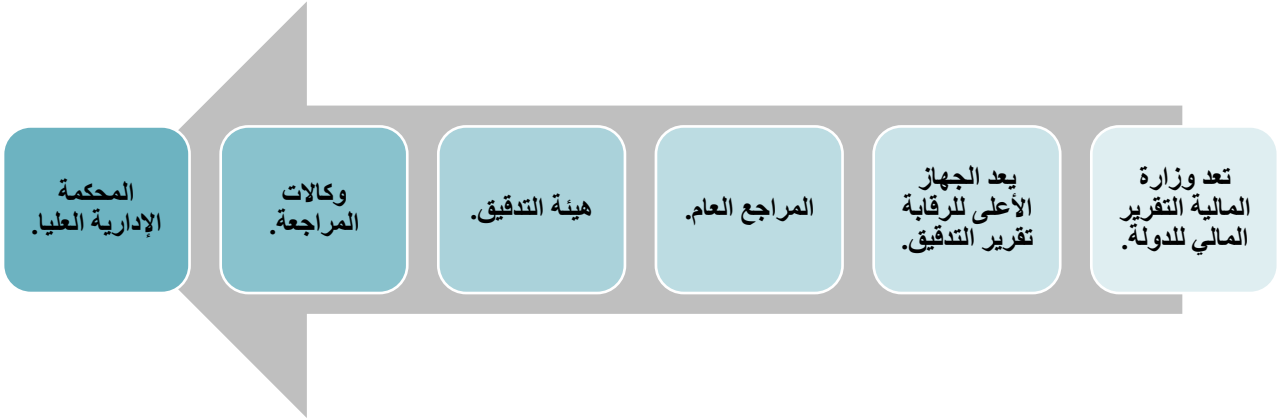 تعد وزارة
المالية التقرير
المالي للدولة.
يعد الجهاز
الأعلى للرقابة
تقرير التدقيق.
المراجع العام.
هيئة التدقيق.
وكالات
المراجعة.
المحكمة
الإدارية العليا.